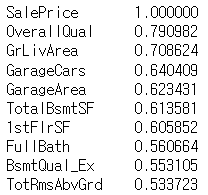 SalePrice 1.000000
OverallQual 0.790982
GrLivArea 0.708624
GarageCars 0.640409
GarageArea 0.623431
TotalBsmtSF 0.613581
1stFlrSF 0.605852
FullBath 0.560664
BsmtQual_Ex 0.553105
TotRmsAbvGrd 0.533723